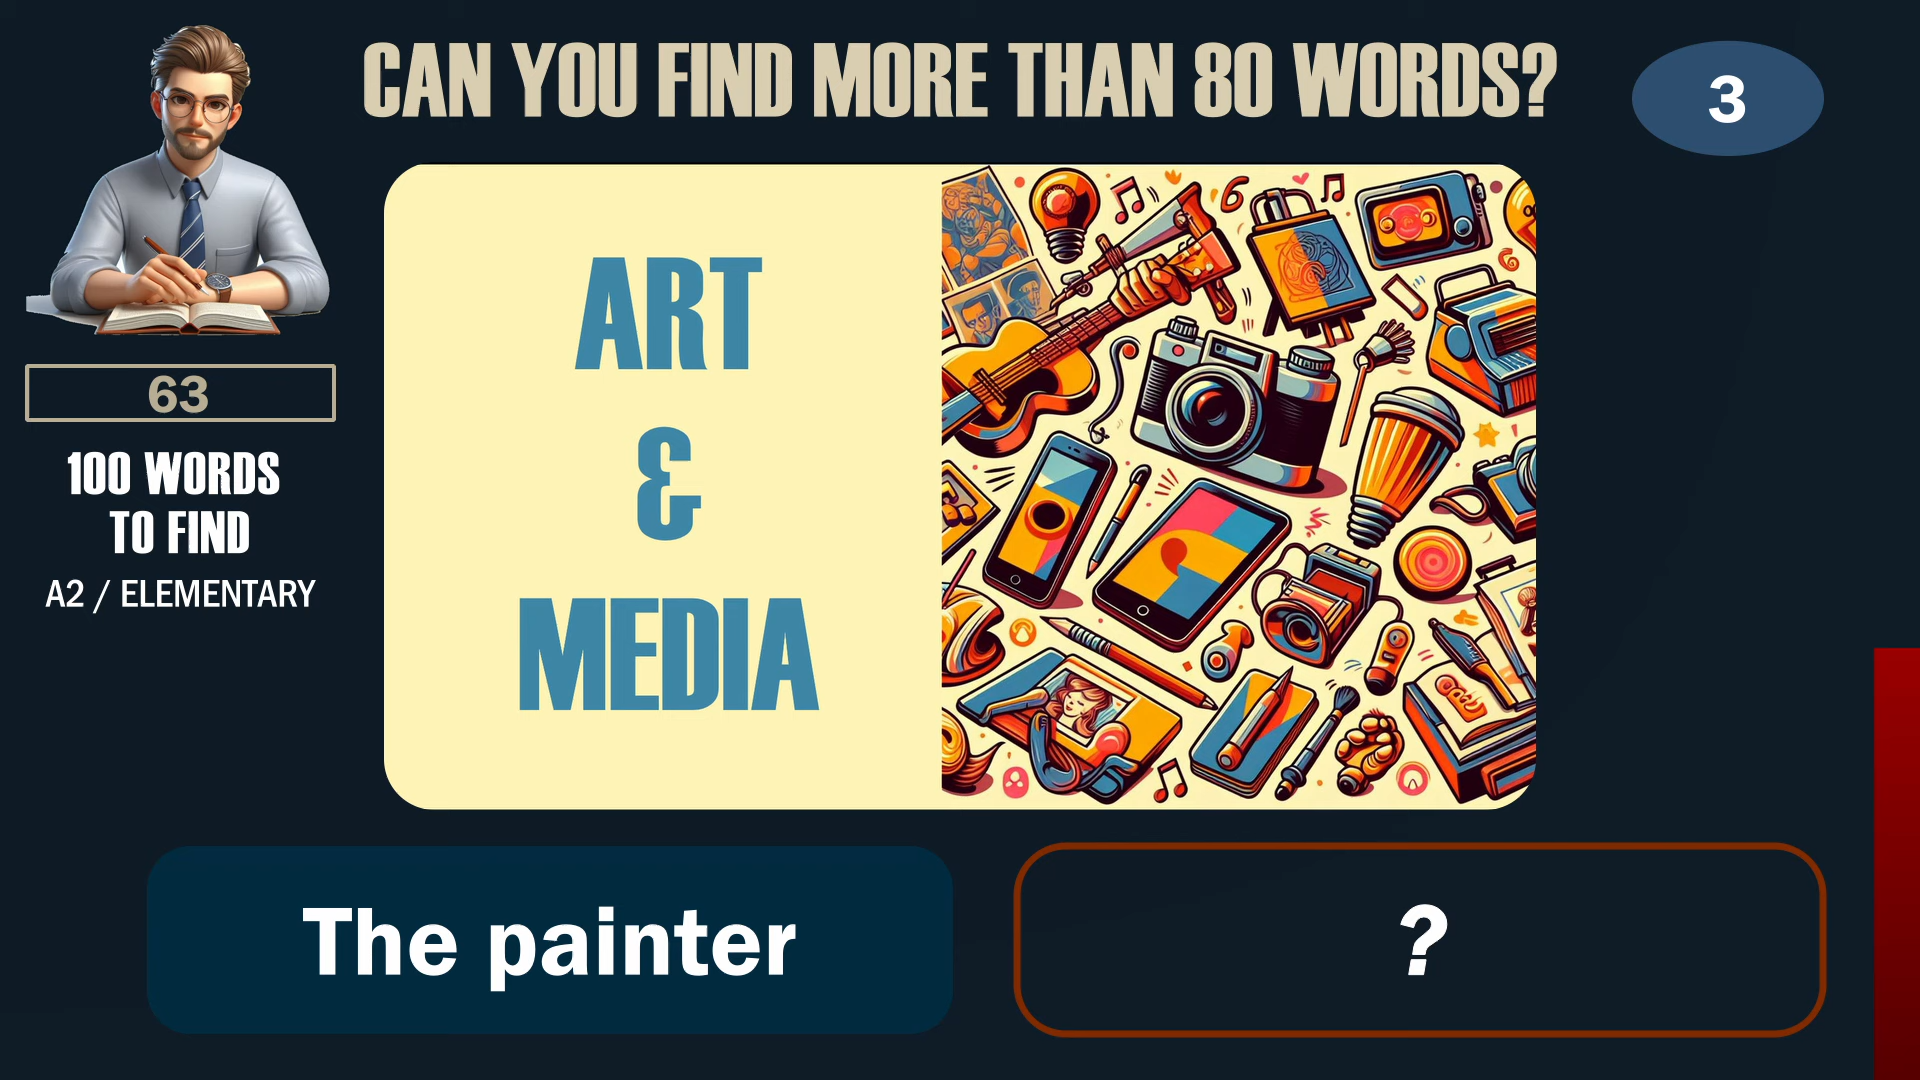 CAN YOU FIND MORE THAN 80 WORDS?
3
63
100 WORDS
TO FIND
A2 / ELEMENTARY
ART
&
MEDIA
The painter
?